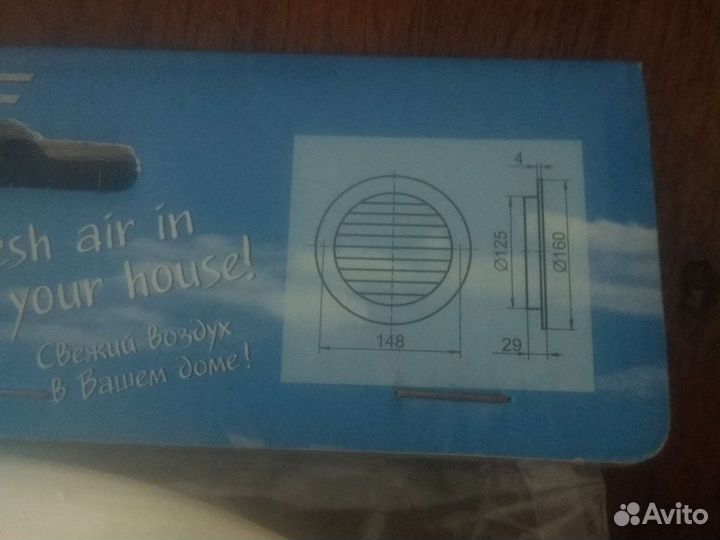 esh air in
your house!
Свежий воздух
в Вашем доме!
4
Ø125
Ø160
148
29
Avito